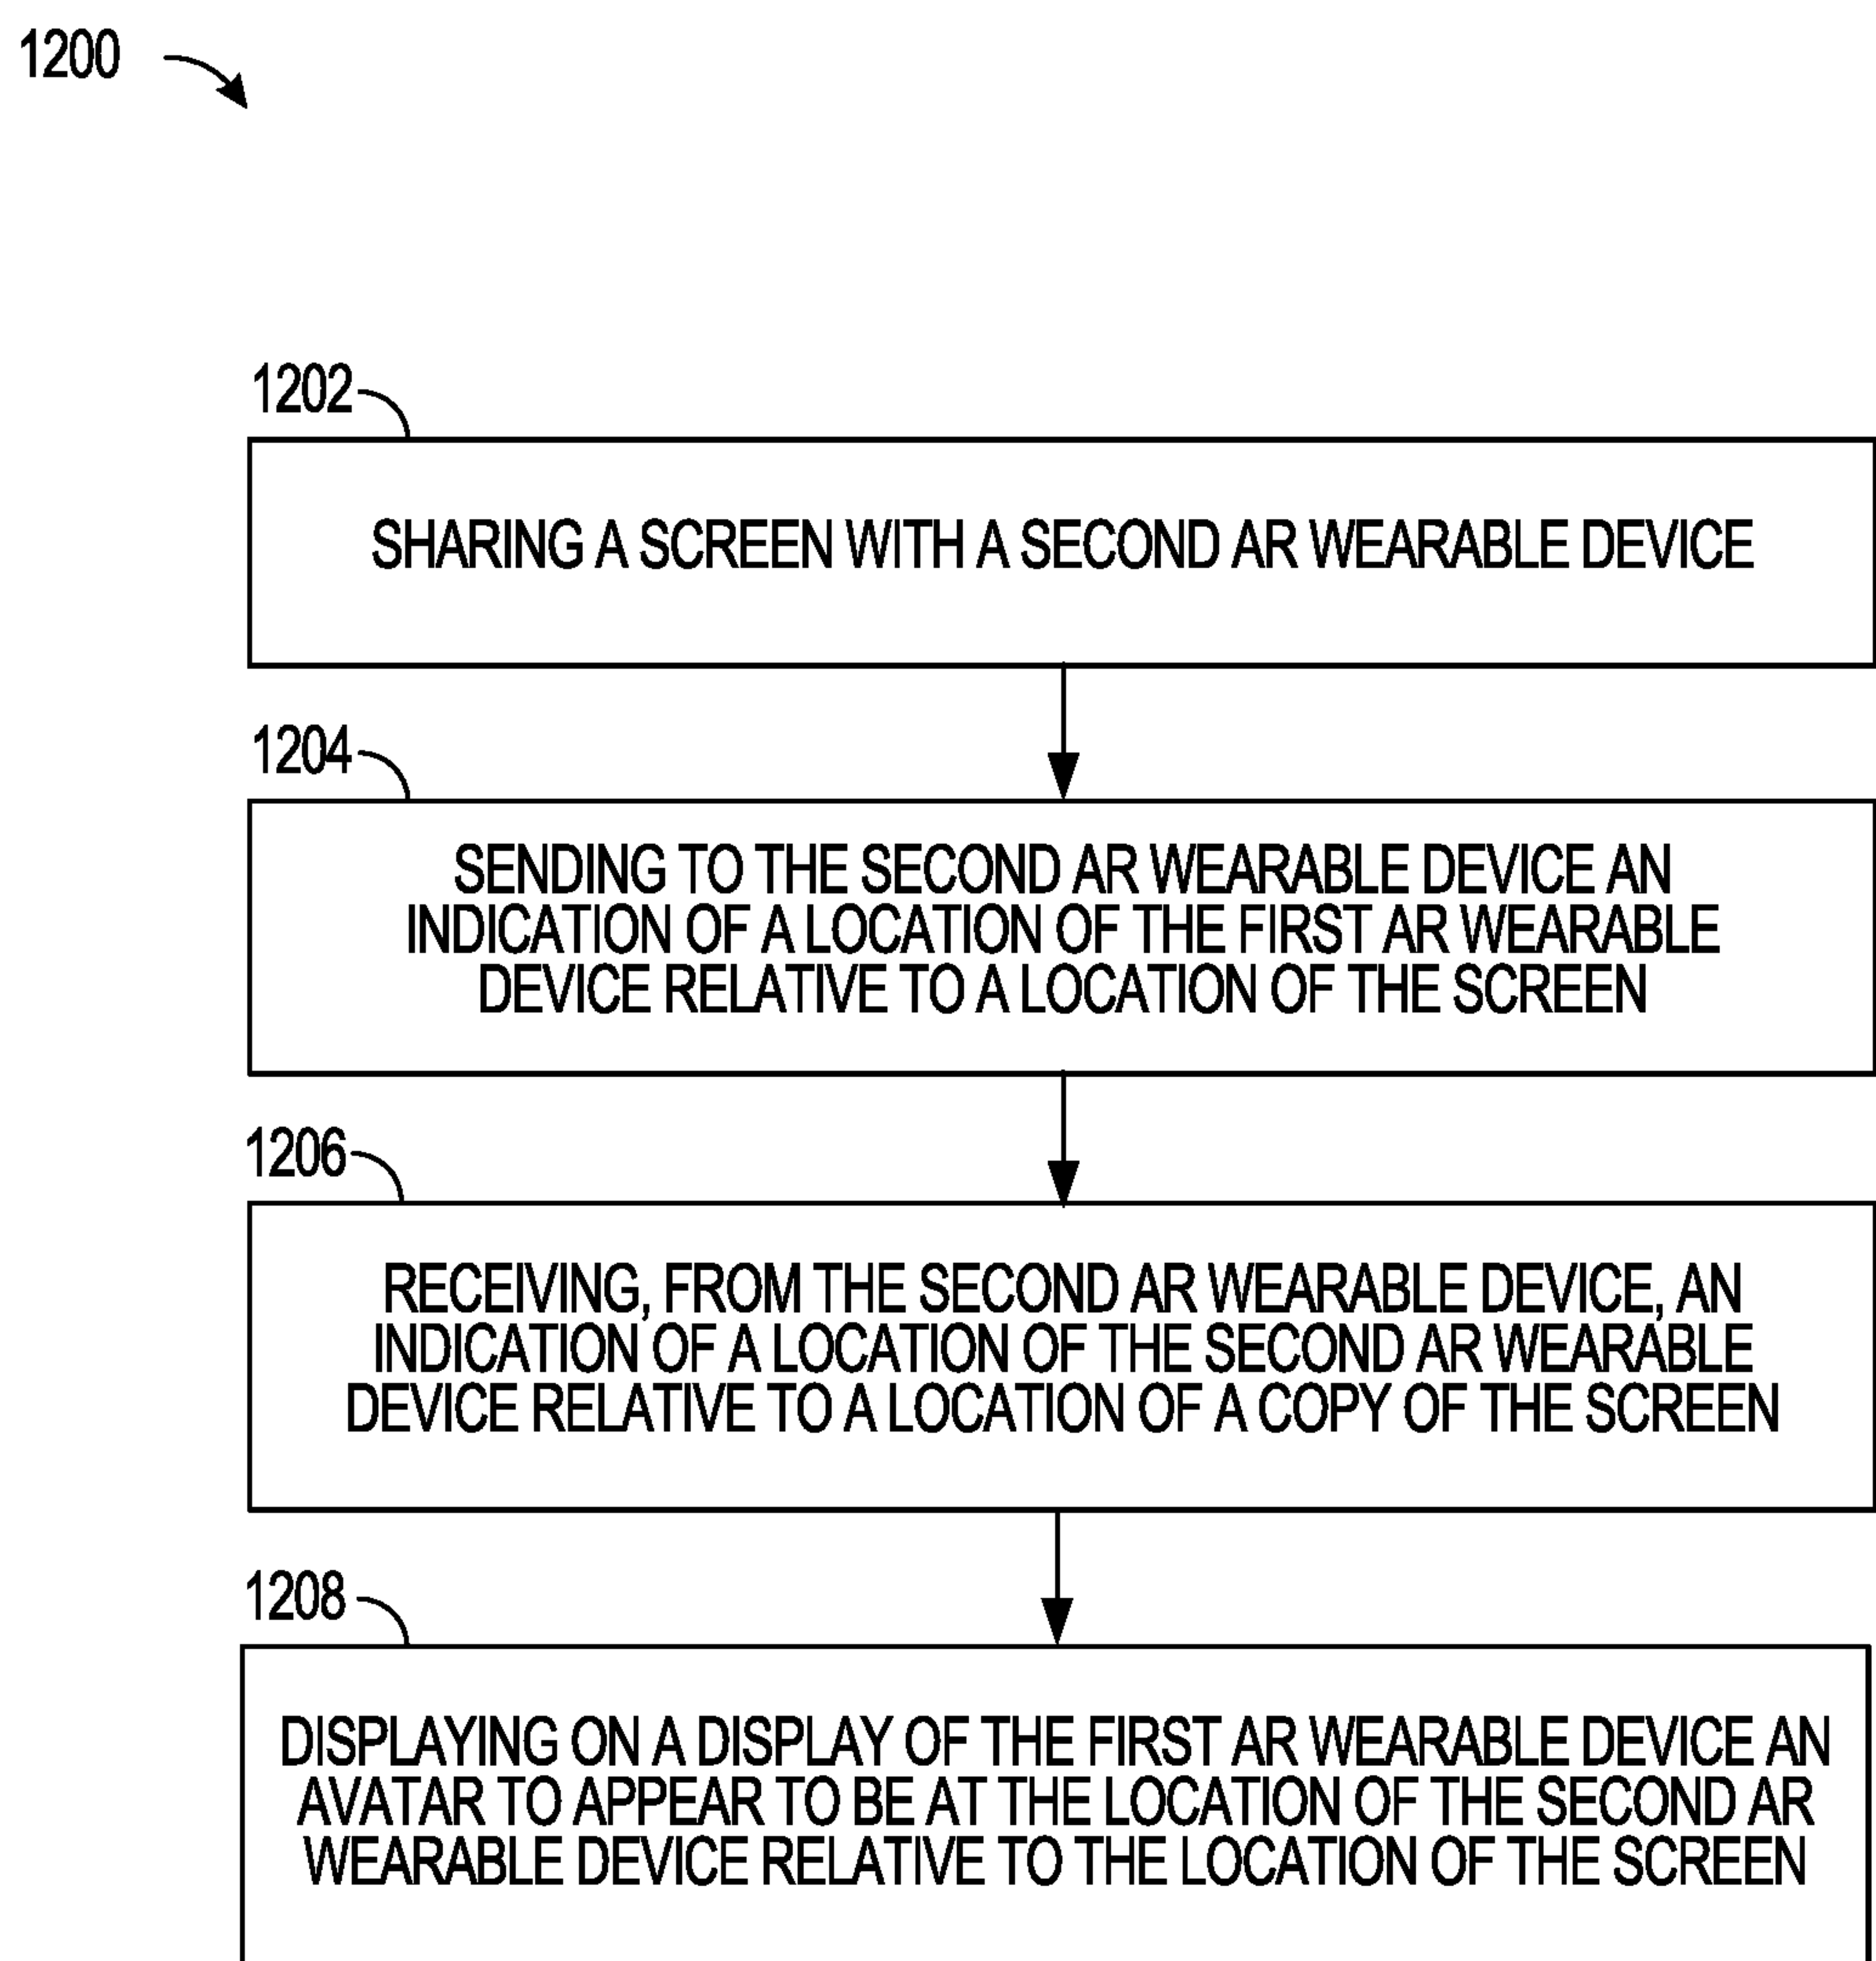 1200
1202
SHARING A SCREEN WITH A SECOND AR WEARABLE DEVICE
1204
SENDING TO THE SECOND AR WEARABLE DEVICE AN
INDICATION OF A LOCATION OF THE FIRST AR WEARABLE
DEVICE RELATIVE TO A LOCATION OF THE SCREEN
1206
RECEIVING, FROM THE SECOND AR WEARABLE DEVICE, AN
INDICATION OF A LOCATION OF THE SECOND AR WEARABLE
DEVICE RELATIVE TO A LOCATION OF A COPY OF THE SCREEN
1208
DISPLAYING ON A DISPLAY OF THE FIRST AR WEARABLE DEVICE AN
AVATAR TO APPEAR TO BE AT THE LOCATION OF THE SECOND AR
WEARABLE DEVICE RELATIVE TO THE LOCATION OF THE SCREEN